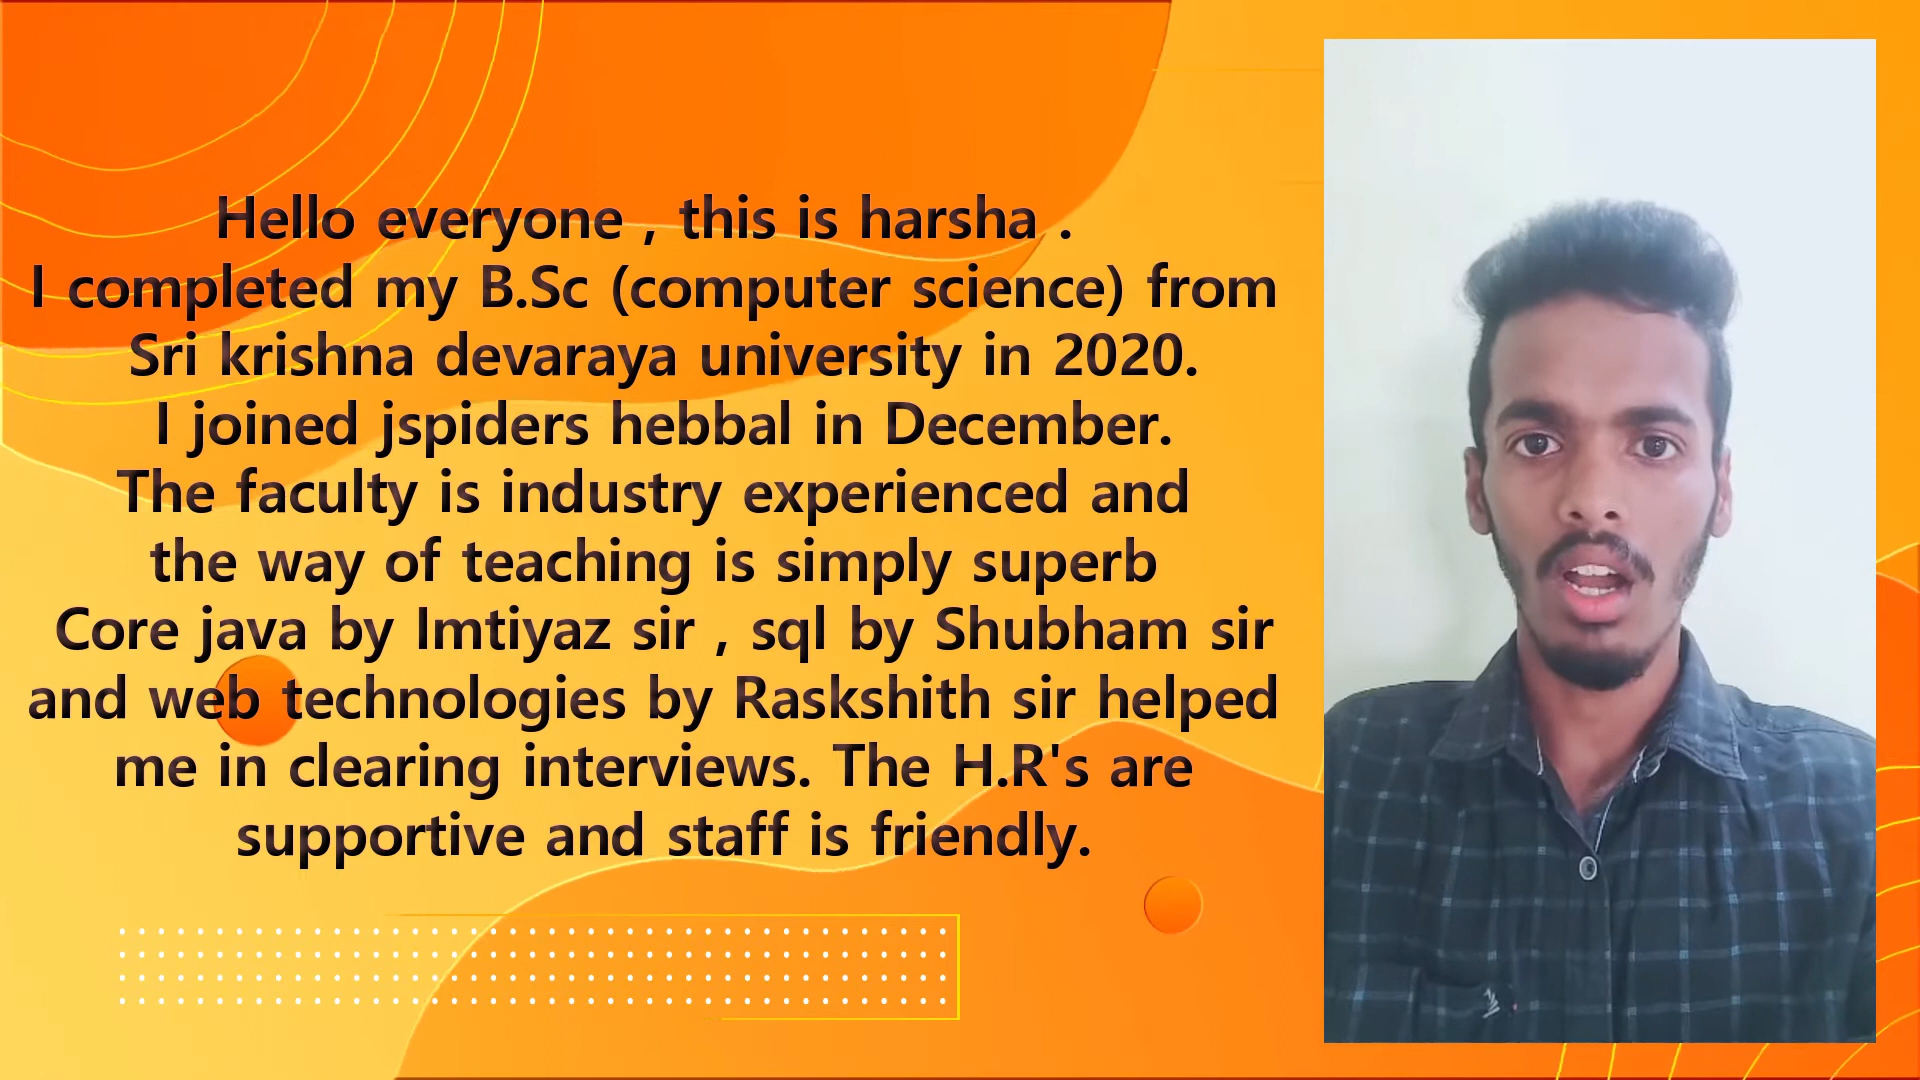 Hello everyone , this is harsha .
I completed my B.Sc (computer science) from
Sri krishna devaraya university in 2020.
I joined jspiders hebbal in December.
The faculty is industry experienced and
the way of teaching is simply superb
Core java by Imtiyaz sir , sql by Shubham sir
and web technologies by Raskshith sir helped
me in clearing interviews. The H.R's are
supportive and staff is friendly.